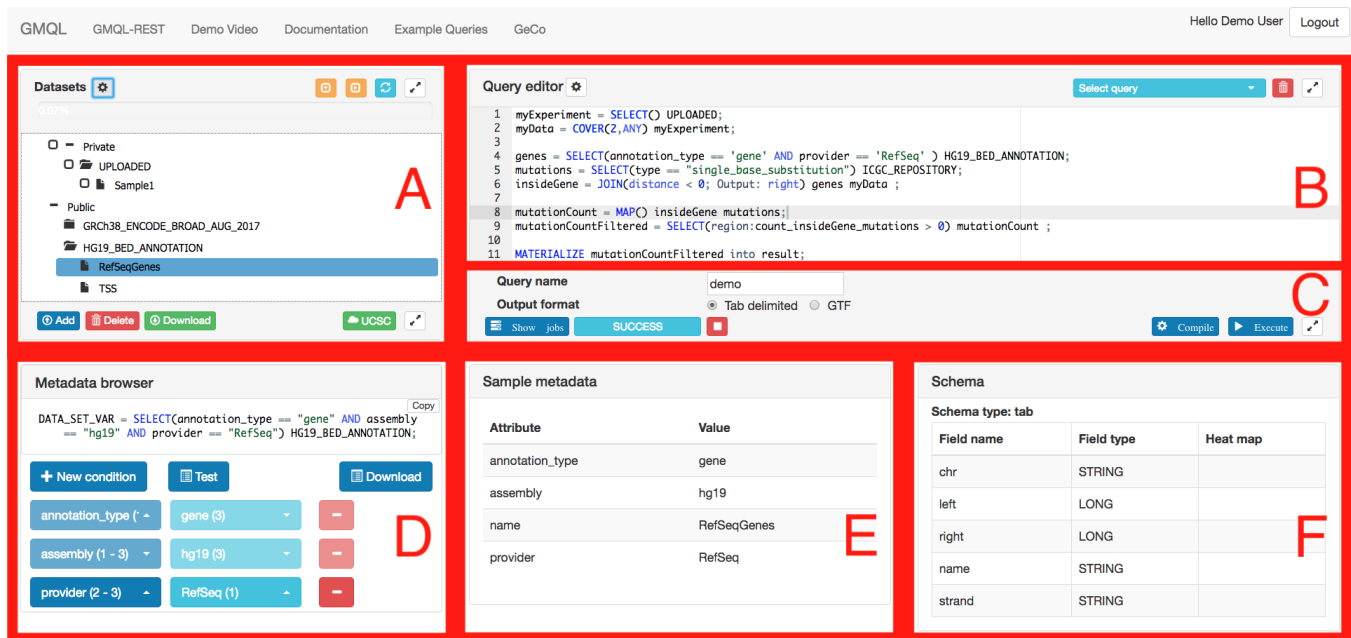 GMQL GMQL-REST Demo Video Documentation Example Queries GeCo Hello Demo User Logout
Datasets
0.07%
Private
UPLOADED
Sample1
Public
GRCh38_ENCODE_BROAD_AUG_2017
HG19_BED_ANNOTATION
RefSeqGenes
TSS
Add Delete Download UCSC
A
Query editor Select query
1 myExperiment = SELECT() UPLOADED;
2 myData = COVER(2,ANY) myExperiment;
3
4 genes = SELECT(annotation_type == 'gene' AND provider == 'RefSeq' ) HG19_BED_ANNOTATION;
5 mutations = SELECT(type == "single_base_substitution") ICGC_REPOSITORY;
6 insideGene = JOIN(distance < 0; Output: right) genes myData ;
7
8 mutationCount = MAP() insideGene mutations;
9 mutationCountFiltered = SELECT(region:count_insideGene_mutations > 0) mutationCount ;
10
11 MATERIALIZE mutationCountFiltered into result;
B
Query name demo
Output format Tab delimited GTF
Show jobs SUCCESS Compile Execute
C
Metadata browser
Copy
DATA_SET_VAR = SELECT(annotation_type == "gene" AND assembly
== "hg19" AND provider == "RefSeq") HG19_BED_ANNOTATION;
New condition Test Download
annotation_type ( gene (3)
assembly (1 - 3) hg19 (3)
provider (2 - 3) RefSeq (1)
D
Sample metadata
Attribute Value
annotation_type gene
assembly hg19
name RefSeqGenes
provider RefSeq
E
Schema
Schema type: tab
Field name Field type Heat map
chr STRING
left LONG
right LONG
name STRING
strand STRING
F